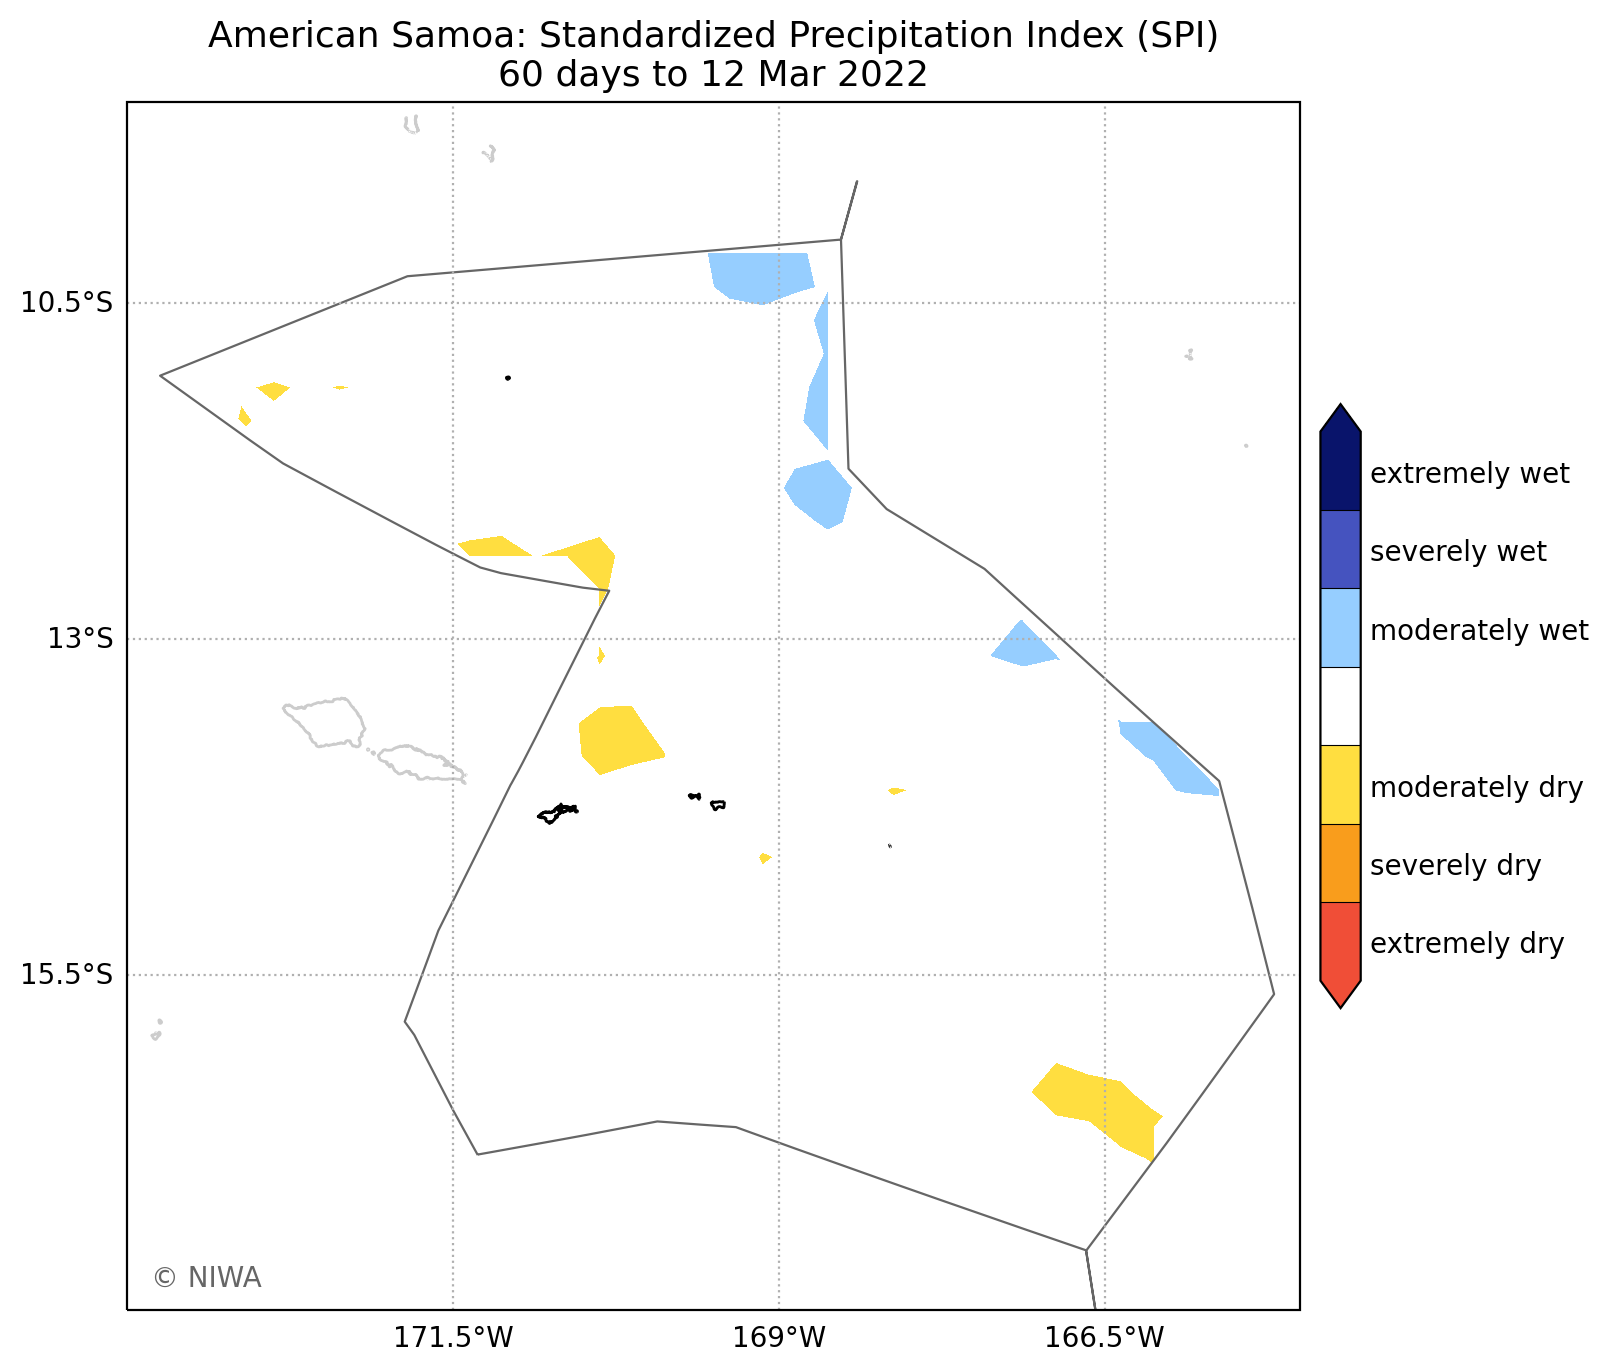 American Samoa: Standardized Precipitation Index (SPI)
60 days to 12 Mar 2022
10.5°S
13°S
15.5°S
171.5°W
169°W
166.5°W
extremely wet
severely wet
moderately wet
moderately dry
severely dry
extremely dry
© NIWA